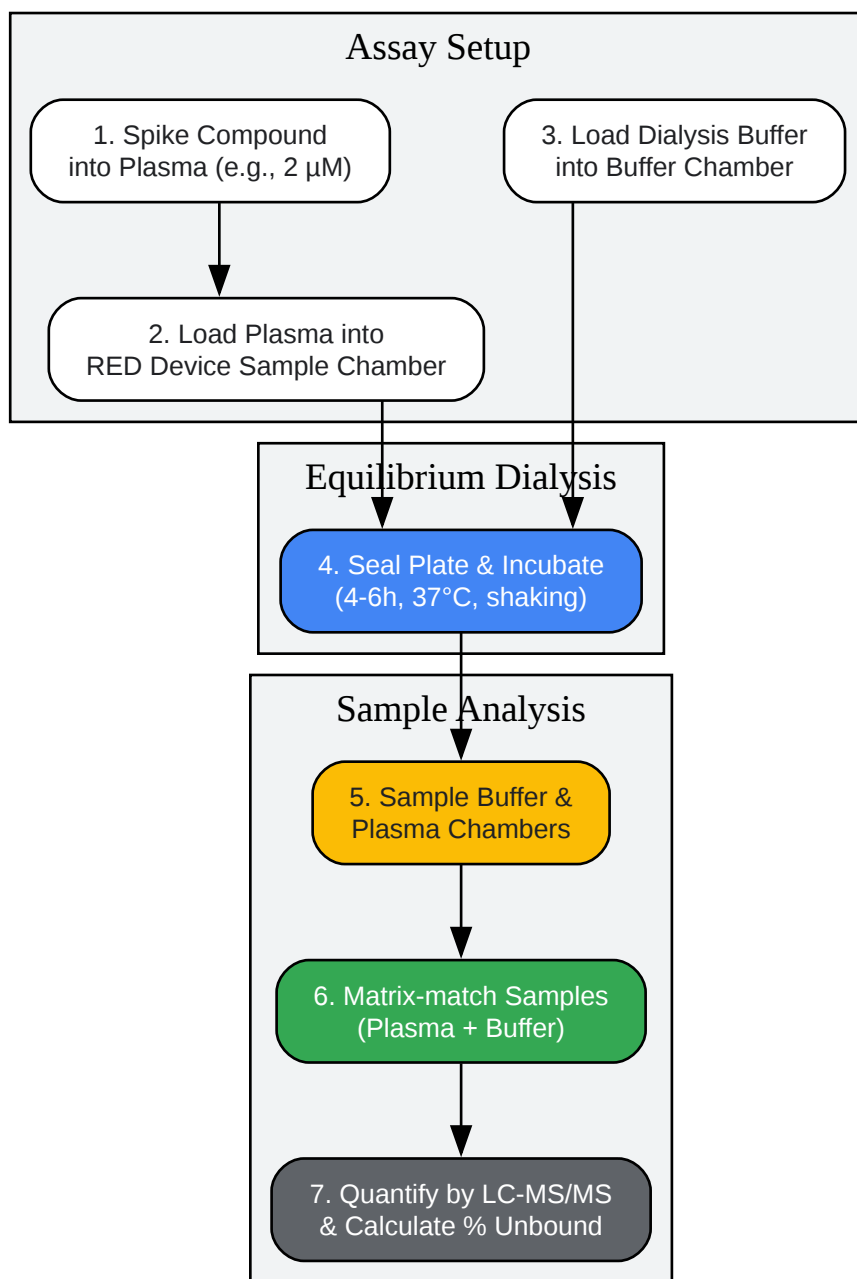 Assay Setup
1. Spike Compound
into Plasma (e.g., 2 µM)
3. Load Dialysis Buffer
into Buffer Chamber
2. Load Plasma into
RED Device Sample Chamber
Equilibrium Dialysis
4. Seal Plate & Incubate
(4-6h, 37°C, shaking)
Sample Analysis
5. Sample Buffer &
Plasma Chambers
6. Matrix-match Samples
(Plasma + Buffer)
7. Quantify by LC-MS/MS
& Calculate % Unbound